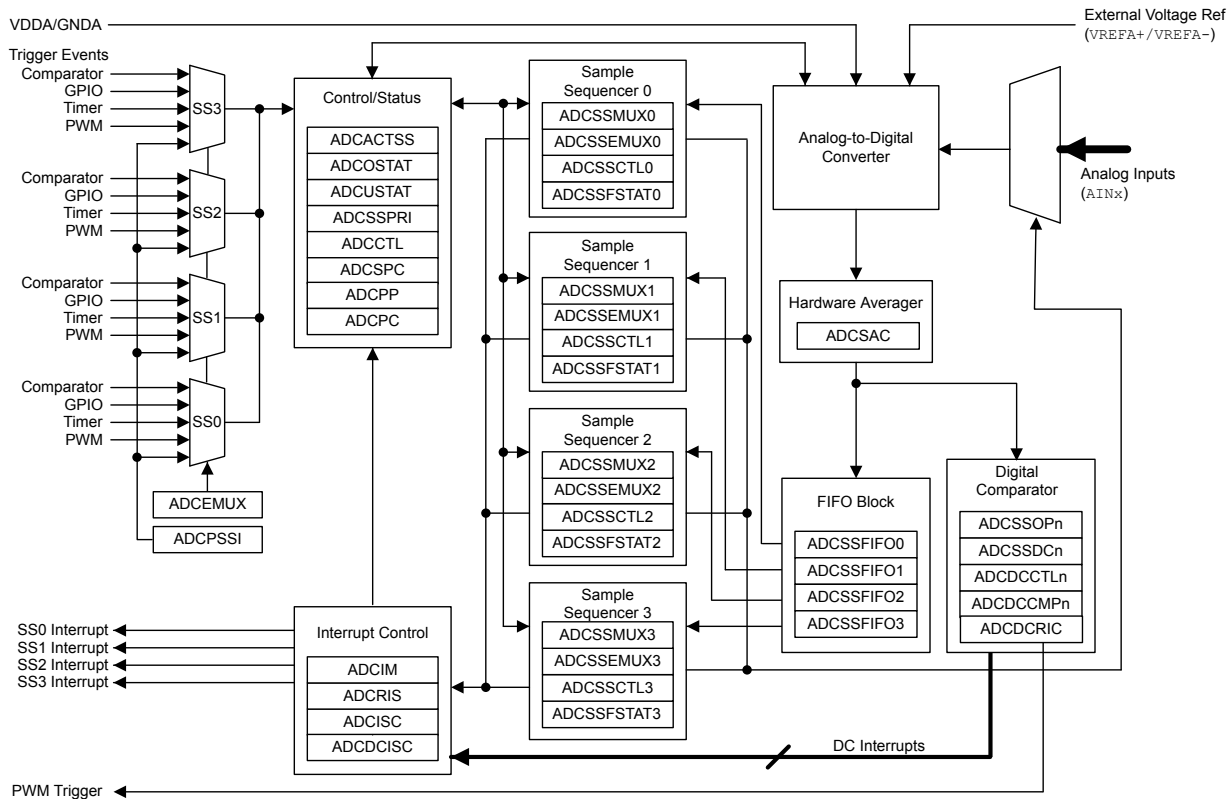 VDDA/GNDA
External Voltage Ref
(VREFA+/VREFA-)
Trigger Events
Comparator
GPIO
Timer
PWM
SS3
Comparator
GPIO
Timer
PWM
SS2
Comparator
GPIO
Timer
PWM
SS1
Comparator
GPIO
Timer
PWM
SS0
ADCEMUX
ADCPSSI
Control/Status
ADCACTSS
ADCOSTAT
ADCUSTAT
ADCSSPRI
ADCCTL
ADCSPC
ADCPP
ADCPC
Sample
Sequencer 0
ADCSSMUX0
ADCSSEMUX0
ADCSSCTL0
ADCSSFSTAT0
Sample
Sequencer 1
ADCSSMUX1
ADCSSEMUX1
ADCSSCTL1
ADCSSFSTAT1
Sample
Sequencer 2
ADCSSMUX2
ADCSSEMUX2
ADCSSCTL2
ADCSSFSTAT2
Sample
Sequencer 3
ADCSSMUX3
ADCSSEMUX3
ADCSSCTL3
ADCSSFSTAT3
Analog-to-Digital
Converter
Analog Inputs
(AINx)
Hardware Averager
ADCSAC
FIFO Block
ADCSSFIFO0
ADCSSFIFO1
ADCSSFIFO2
ADCSSFIFO3
Digital
Comparator
ADCSSOPn
ADCSSDCn
ADCDCCTLn
ADCDCCMPn
ADCDCRIC
SS0 Interrupt
SS1 Interrupt
SS2 Interrupt
SS3 Interrupt
Interrupt Control
ADCIM
ADCRIS
ADCISC
ADCDCISC
DC Interrupts
PWM Trigger